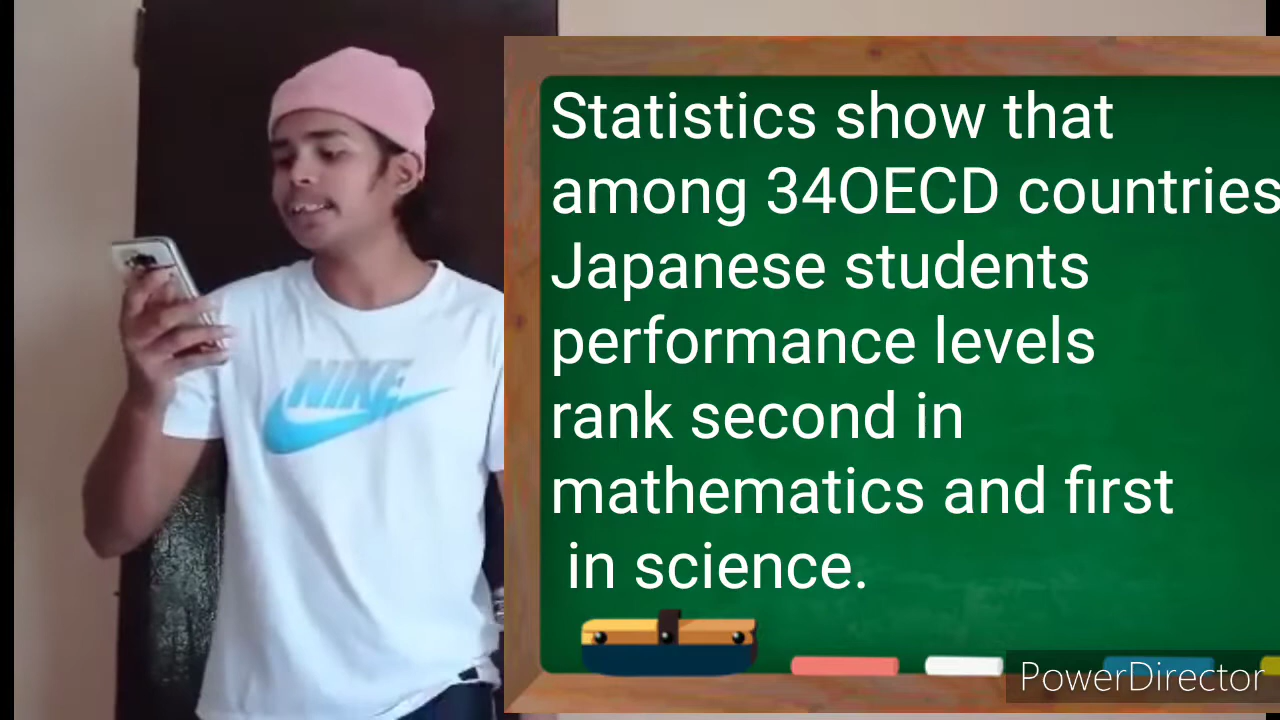 NIKE
Statistics show that
among 34OECD countries
Japanese students
performance levels
rank second in
mathematics and first
in science.
PowerDirector